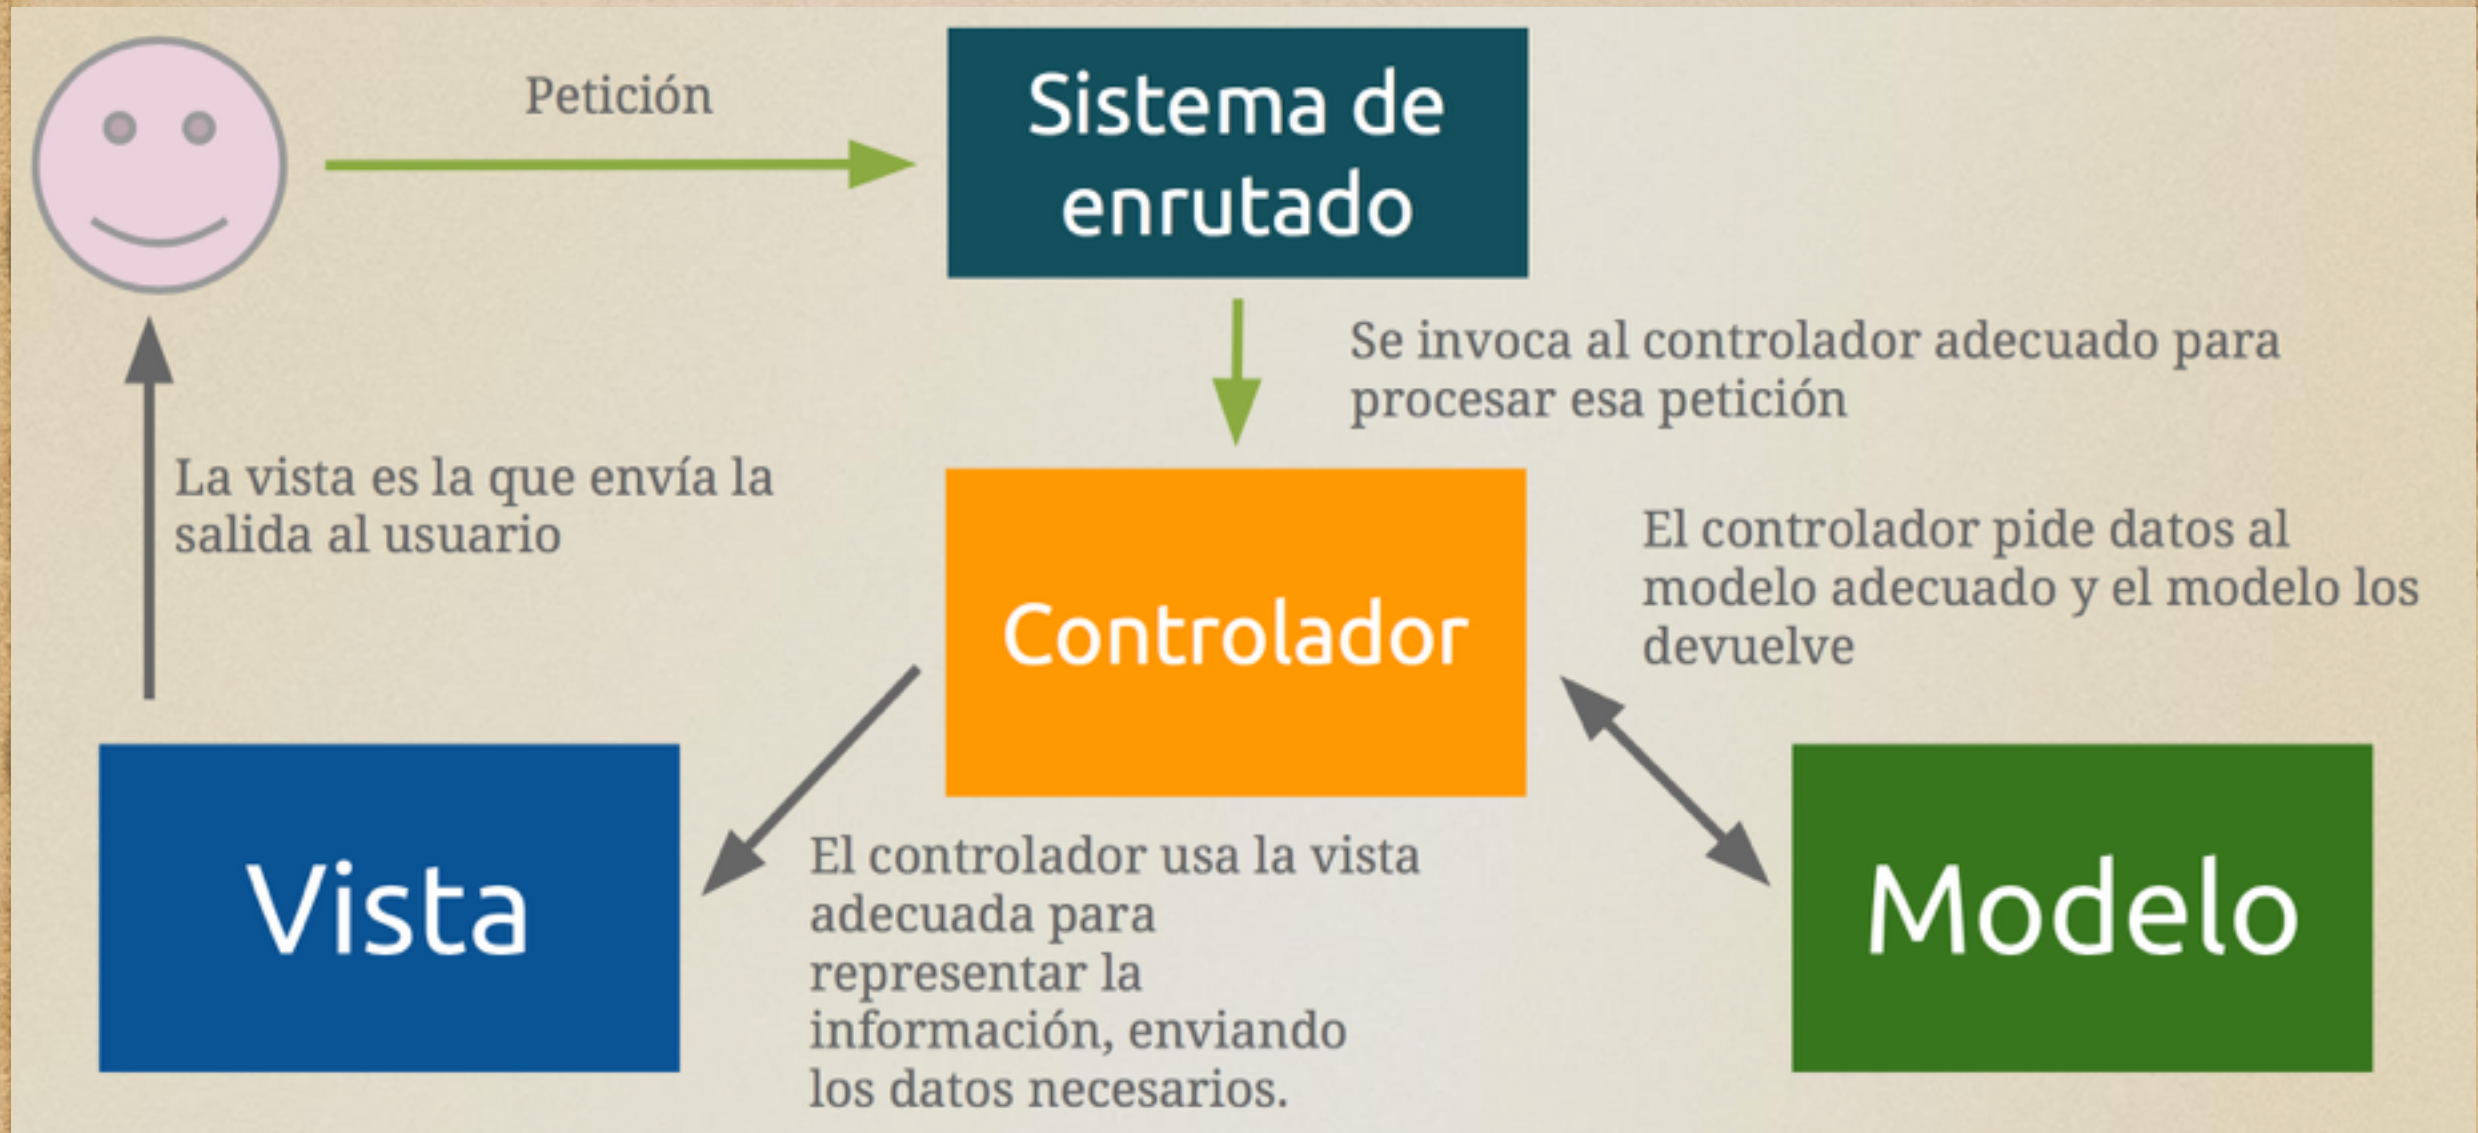 Petición
Sistema de
enrutado
Se invoca al controlador adecuado para
procesar esa petición
La vista es la que envía la
salida al usuario
Controlador
El controlador pide datos al
modelo adecuado y el modelo los
devuelve
Vista
El controlador usa la vista
adecuada para
representar la
información, enviando
los datos necesarios.
Modelo